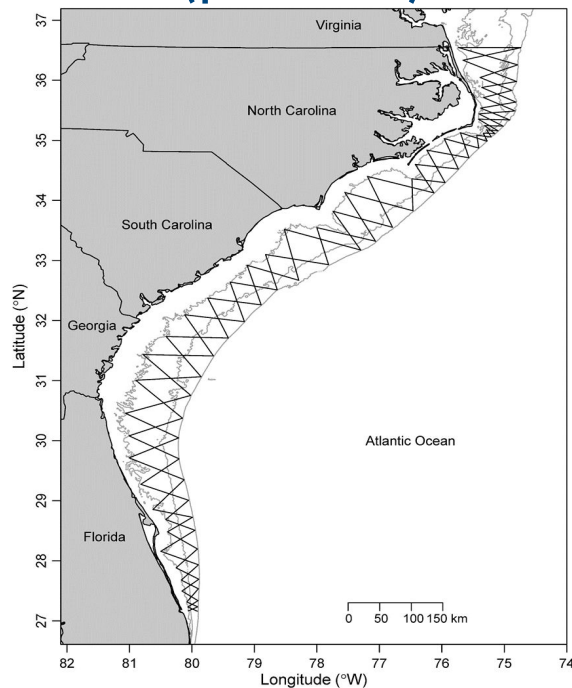 Virginia
North Carolina
South Carolina
Georgia
Florida
Atlantic Ocean
0 50 100 150 km
37
36
35
34
33
32
31
30
29
28
27
Latitude (°N)
82 81 80 79 78 77 76 75 74
Longitude (°W)